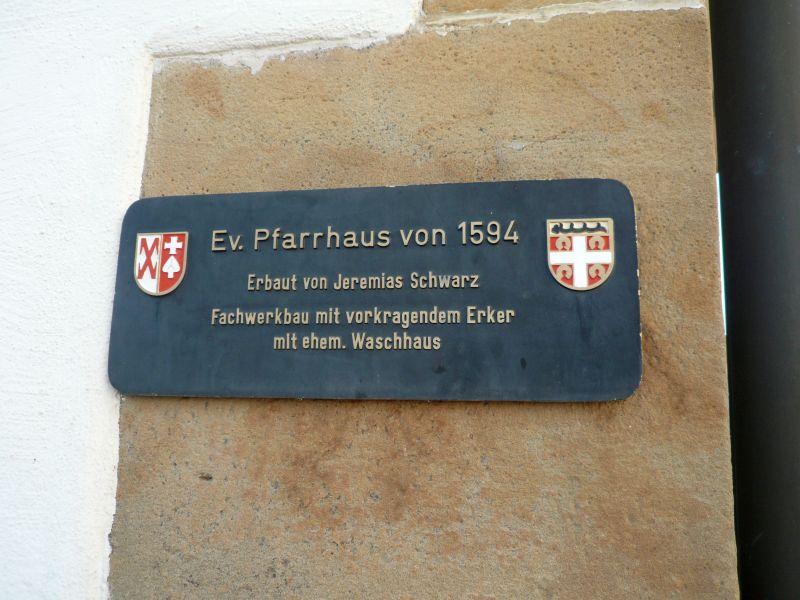 Ev. Pfarrhaus von 1594
Erbaut von Jeremias Schwarz
Fachwerkbau mit vorkragendem Erker
mit ehem. Waschhaus